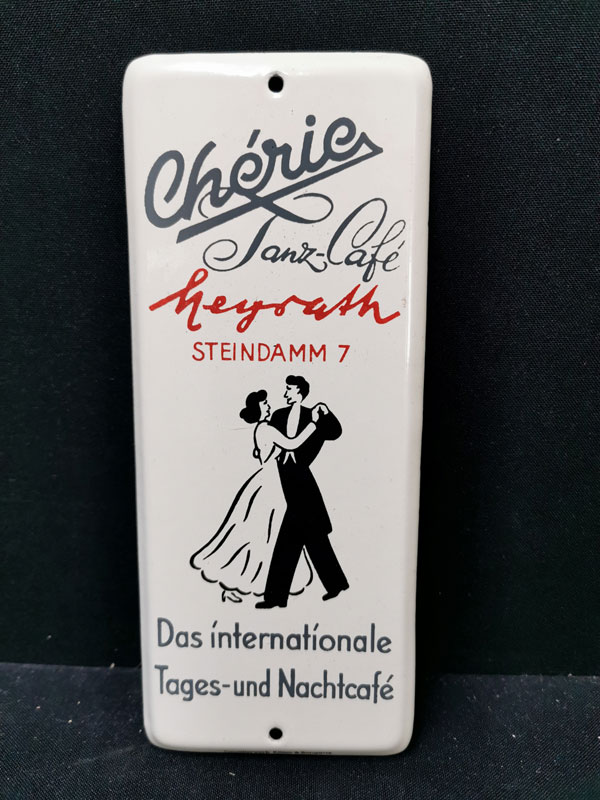 Chérie
Tanz-Café
Heyrath
STEINDAMM 7
Das internationale
Tages-und Nachtcafé